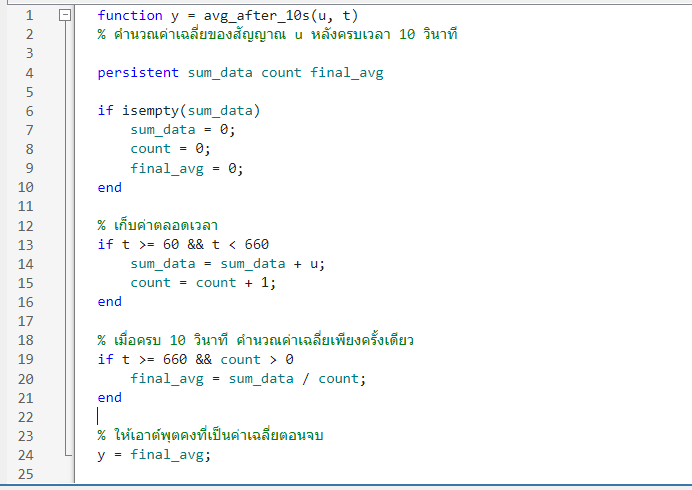 1 function y = avg_after_10s(u, t)
2 % คำนวณค่าเฉลี่ยของสัญญาณ u หลังครบเวลา 10 วินาที
3
4 persistent sum_data count final_avg
5
6 if isempty(sum_data)
7 sum_data = 0;
8 count = 0;
9 final_avg = 0;
10 end
11
12 % เก็บค่าตลอดเวลา
13 if t >= 60 && t < 660
14 sum_data = sum_data + u;
15 count = count + 1;
16 end
17
18 % เมื่อครบ 10 วินาที คำนวณค่าเฉลี่ยเพียงครั้งเดียว
19 if t >= 660 && count > 0
20 final_avg = sum_data / count;
21 end
22
23 % ให้เอาต์พุตคงที่เป็นค่าเฉลี่ยตอนจบ
24 y = final_avg;
25